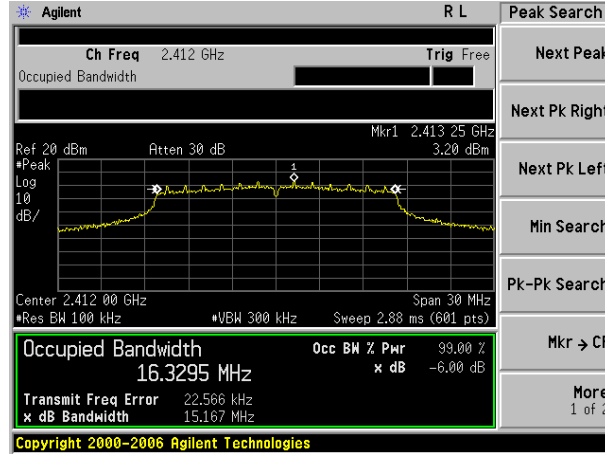 Agilent R L Peak Search
Ch Freq 2.412 GHz Trig Free
Occupied Bandwidth
Next Peak
Next Pk Right
Next Pk Left
Min Search
Pk-Pk Search
Mkr → CF
More
1 of 2
Mkr1 2.413 25 GHz
Ref 20 dBm Atten 30 dB 3.20 dBm
#Peak
Log
10
dB/
1
Center 2.412 00 GHz Span 30 MHz
#Res BW 100 kHz #VBW 300 kHz Sweep 2.88 ms (601 pts)
Occupied Bandwidth Occ BW % Pwr 99.00 %
16.3295 MHz x dB -6.00 dB
Transmit Freq Error 22.566 kHz
x dB Bandwidth 15.167 MHz
Copyright 2000-2006 Agilent Technologies